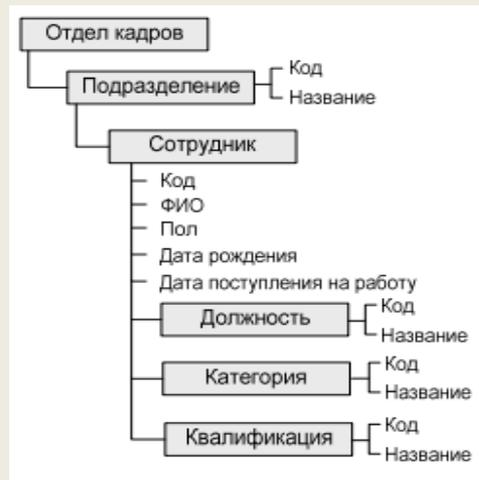 Отдел кадров
Подразделение
Код
Название
Сотрудник
Код
ФИО
Пол
Дата рождения
Дата поступления на работу
Должность
Код
Название
Категория
Код
Название
Квалификация
Код
Название